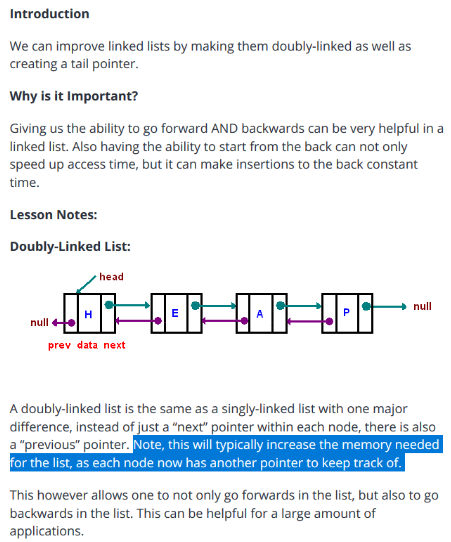 Introduction
We can improve linked lists by making them doubly-linked as well as
creating a tail pointer.
Why is it Important?
Giving us the ability to go forward AND backwards can be very helpful in a
linked list. Also having the ability to start from the back can not only
speed up access time, but it can make insertions to the back constant
time.
Lesson Notes:
Doubly-Linked List:
head
H E A P null
null
prev data next
A doubly-linked list is the same as a singly-linked list with one major
difference, instead of just a “next” pointer within each node, there is also
a “previous” pointer. Note, this will typically increase the memory needed
for the list, as each node now has another pointer to keep track of.
This however allows one to not only go forwards in the list, but also to go
backwards in the list. This can be helpful for a large amount of
applications.